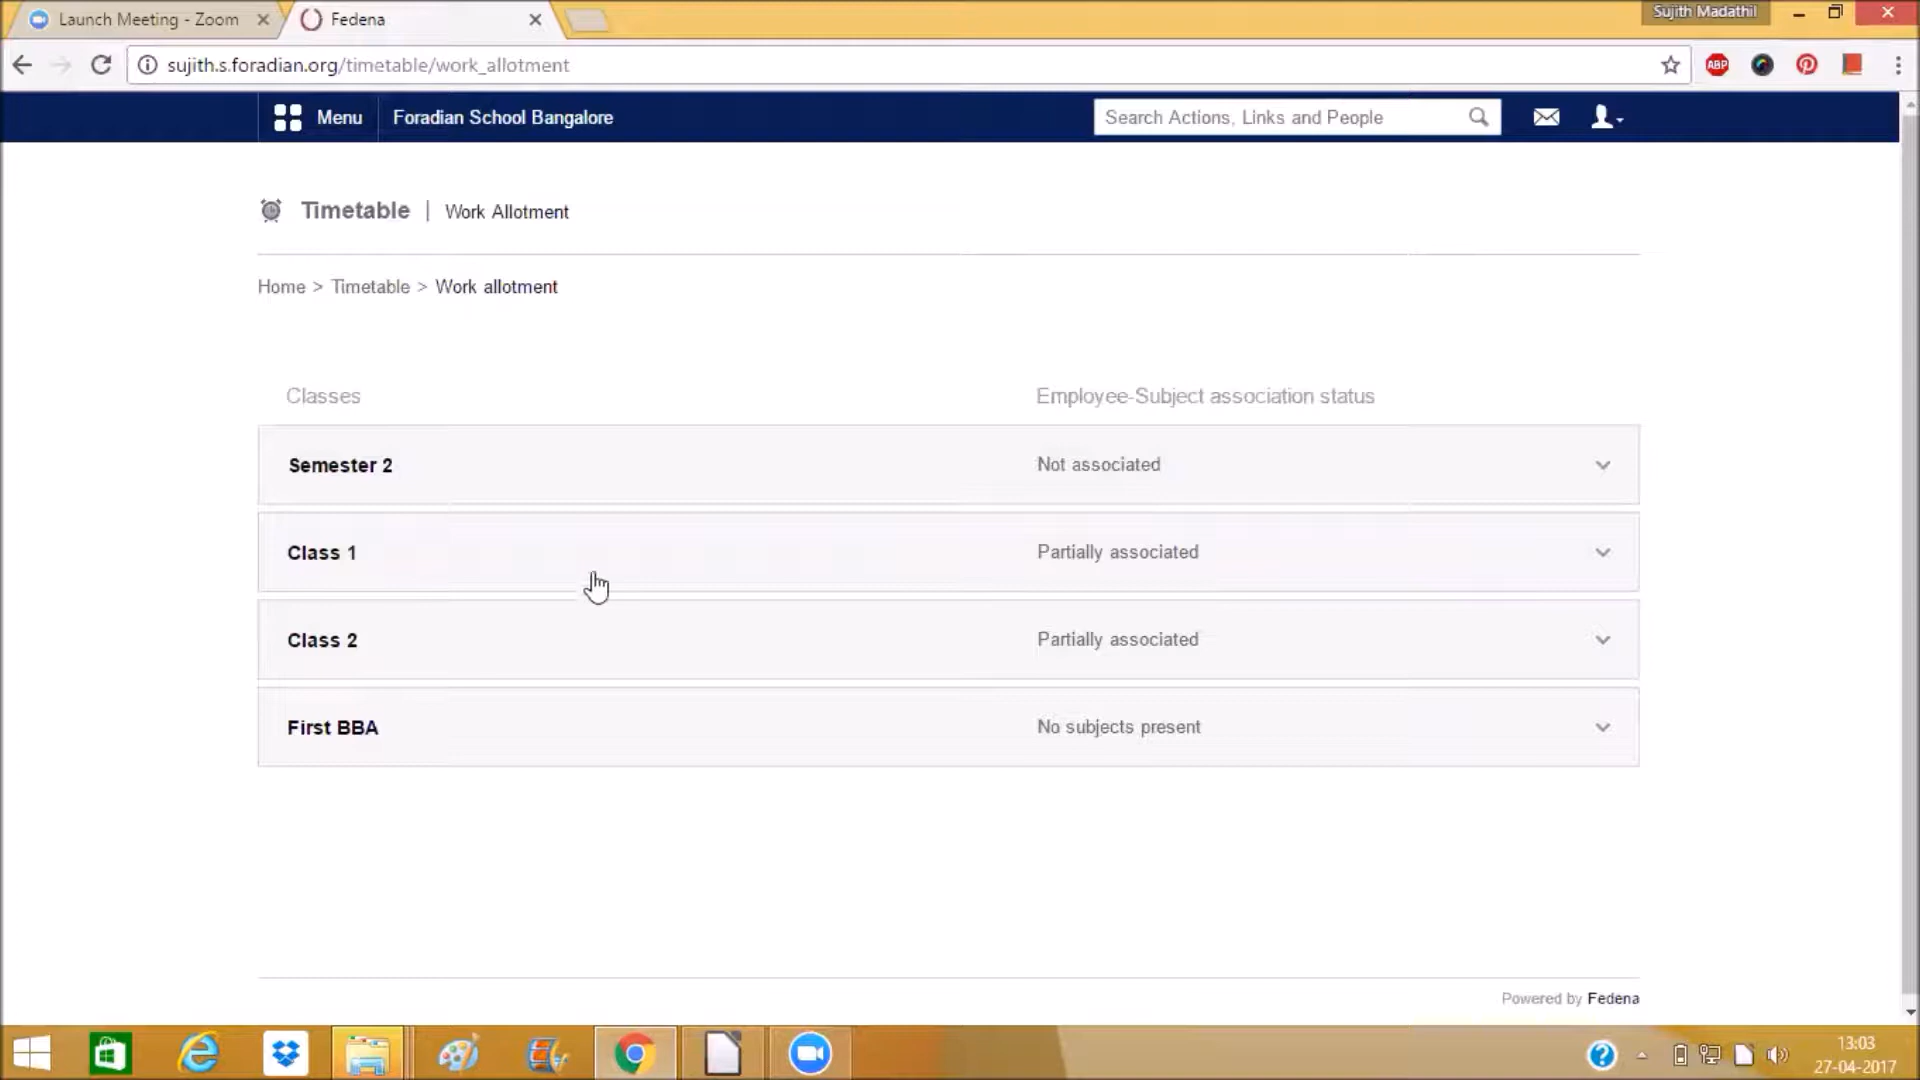 Launch Meeting - Zoom
Fedena
Sujith Madathil
sujith.s.foradian.org/timetable/work_allotment
ABP
Menu
Foradian School Bangalore
Search Actions, Links and People
Timetable | Work Allotment
Home > Timetable > Work allotment
Classes
Employee-Subject association status
Semester 2
Not associated
Class 1
Partially associated
Class 2
Partially associated
First BBA
No subjects present
Powered by Fedena
13:03
27-04-2017